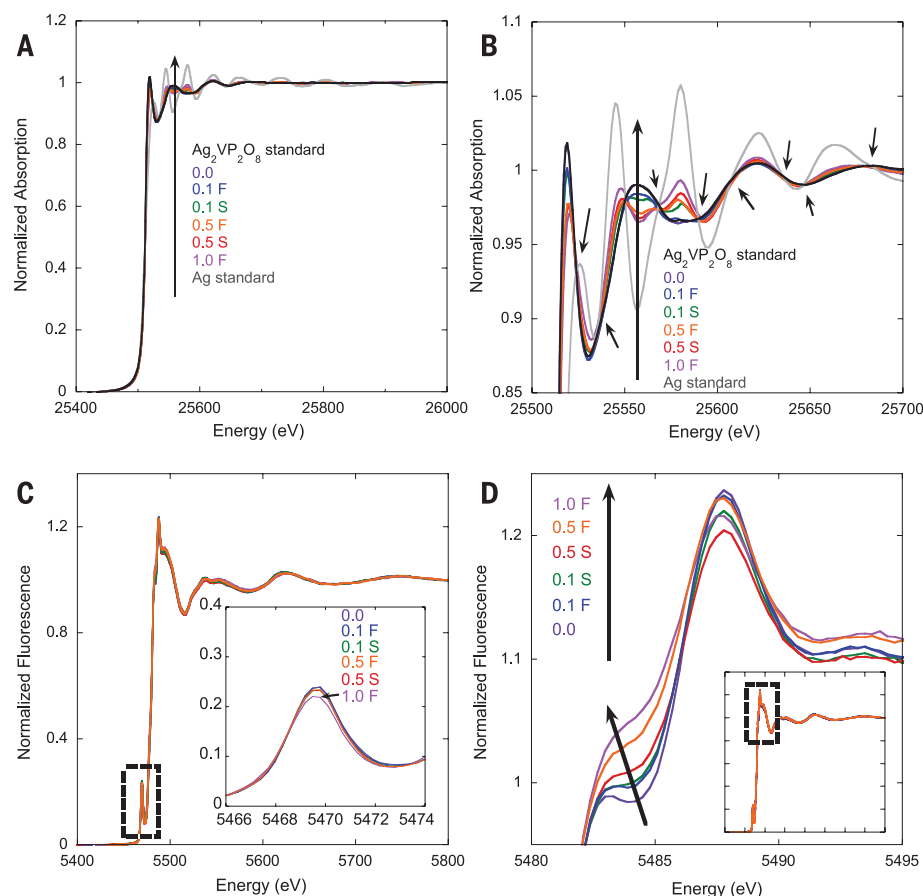 A
1.2
1
0.8
0.6
0.4
0.2
0
Normalized Absorption
Ag2VP2O8 standard
0.0
0.1 F
0.1 S
0.5 F
0.5 S
1.0 F
Ag standard
25400 25600 25800 26000
Energy (eV)
B
1.1
1.05
1
0.95
0.9
0.85
Normalized Absorption
Ag2VP2O8 standard
0.0
0.1 F
0.1 S
0.5 F
0.5 S
1.0 F
Ag standard
25500 25550 25600 25650 25700
Energy (eV)
C
1.2
0.8
0.4
0.0
Normalized Fluorescence
0.4
0.3
0.2
0.1
0
0.0
0.1 F
0.1 S
0.5 F
0.5 S
1.0 F
5466 5468 5470 5472 5474
5400 5500 5600 5700 5800
Energy (eV)
D
1.2
1.1
1
Normalized Fluorescence
1.0 F
0.5 F
0.5 S
0.1 S
0.1 F
0.0
5480 5485 5490 5495
Energy (eV)